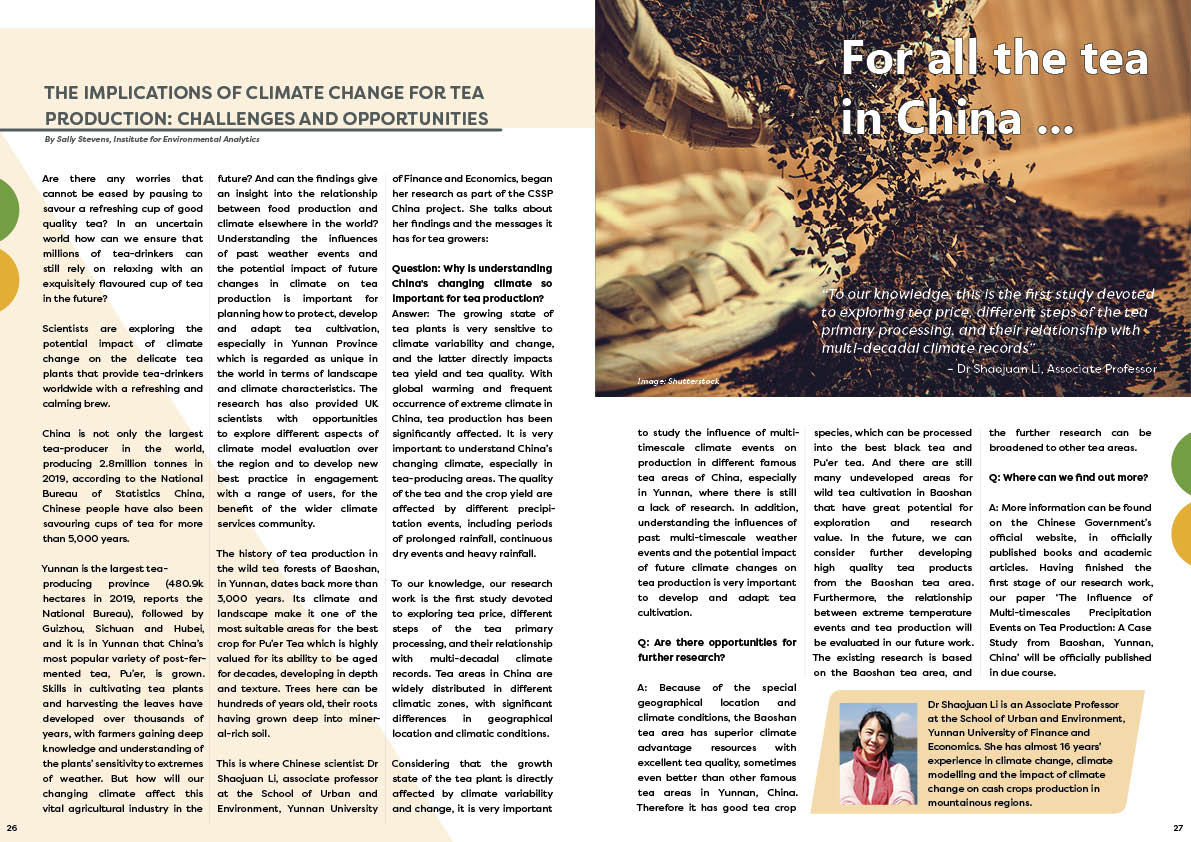 THE IMPLICATIONS OF CLIMATE CHANGE FOR TEA
PRODUCTION: CHALLENGES AND OPPORTUNITIES
By Sally Stevens, Institute for Environmental Analytics
Are there any worries that
cannot be eased by pausing to
savour a refreshing cup of good
quality tea? In an uncertain
world how can we ensure that
millions of tea-drinkers can
still rely on relaxing with an
exquisitely flavoured cup of tea
in the future?
Scientists are exploring the
potential impact of climate
change on the delicate tea
plants that provide tea-drinkers
worldwide with a refreshing and
calming brew.
China is not only the largest
tea-producer in the world,
producing 2.8million tonnes in
2019, according to the National
Bureau of Statistics China,
Chinese people have also been
savouring cups of tea for more
than 5,000 years.
Yunnan is the largest tea-
producing province (480.9k
hectares in 2019, reports the
National Bureau), followed by
Guizhou, Sichuan and Hubei,
and it is in Yunnan that China's
most popular variety of post-fer-
mented tea, Pu'er, is grown.
Skills in cultivating tea plants
and harvesting the leaves have
developed over thousands of
years, with farmers gaining deep
knowledge and understanding of
the plants' sensitivity to extremes
of weather. But how will our
changing climate affect this
vital agricultural industry in the
future? And can the findings give
an insight into the relationship
between food production and
climate elsewhere in the world?
Understanding the influences
of past weather events and
the potential impact of future
changes in climate on tea
production is important for
planning how to protect, develop
and adapt tea cultivation,
especially in Yunnan Province
which is regarded as unique in
the world in terms of landscape
and climate characteristics. The
research has also provided UK
scientists with opportunities
to explore different aspects of
climate model evaluation over
the region and to develop new
best practice in engagement
with a range of users, for the
benefit of the wider climate
services community.
The history of tea production in
the wild tea forests of Baoshan,
in Yunnan, dates back more than
3,000 years. Its climate and
landscape make it one of the
most suitable areas for the best
crop for Pu'er Tea which is highly
valued for its ability to be aged
for decades, developing in depth
and texture. Trees here can be
hundreds of years old, their roots
having grown deep into miner-
al-rich soil.
This is where Chinese scientist Dr
Shaojuan Li, associate professor
at the School of Urban and
Environment, Yunnan University
of Finance and Economics, began
her research as part of the CSSP
China project. She talks about
her findings and the messages it
has for tea growers:
Question: Why is understanding
China's changing climate so
important for tea production?
Answer: The growing state of
tea plants is very sensitive to
climate variability and change,
and the latter directly impacts
tea yield and tea quality. With
global warming and frequent
occurrence of extreme climate in
China, tea production has been
significantly affected. It is very
important to understand China's
changing climate, especially in
tea-producing areas. The quality
of the tea and the crop yield are
affected by different precipi-
tation events, including periods
of prolonged rainfall, continuous
dry events and heavy rainfall.
To our knowledge, our research
work is the first study devoted
to exploring tea price, different
steps of the tea primary
processing, and their relationship
with multi-decadal climate
records. Tea areas in China are
widely distributed in different
climatic zones, with significant
differences in geographical
location and climatic conditions.
Considering that the growth
state of the tea plant is directly
affected by climate variability
and change, it is very important
26
For all the tea
in China ...
"To our knowledge, this is the first study devoted
to exploring tea price, different steps of the tea
primary processing, and their relationship with
multi-decadal climate records"
– Dr Shaojuan Li, Associate Professor
Image: Shutterstock
to study the influence of multi-
timescale climate events on
production in different famous
tea areas of China, especially
in Yunnan, where there is still
a lack of research. In addition,
understanding the influences of
past multi-timescale weather
events and the potential impact
of future climate changes on
tea production is very important
to develop and adapt tea
cultivation.
Q: Are there opportunities for
further research?
A: Because of the special
geographical location and
climate conditions, the Baoshan
tea area has superior climate
advantage resources with
excellent tea quality, sometimes
even better than other famous
tea areas in Yunnan, China.
Therefore it has good tea crop
species, which can be processed
into the best black tea and
Pu'er tea. And there are still
many undeveloped areas for
wild tea cultivation in Baoshan
that have great potential for
exploration and research
value. In the future, we can
consider further developing
high quality tea products
from the Baoshan tea area.
Furthermore, the relationship
between extreme temperature
events and tea production will
be evaluated in our future work.
The existing research is based
on the Baoshan tea area, and
the further research can be
broadened to other tea areas.
Q: Where can we find out more?
A: More information can be found
on the Chinese Government's
official website, in officially
published books and academic
articles. Having finished the
first stage of our research work,
our paper 'The Influence of
Multi-timescales Precipitation
Events on Tea Production: A Case
Study from Baoshan, Yunnan,
China' will be officially published
in due course.
Dr Shaojuan Li is an Associate Professor
at the School of Urban and Environment,
Yunnan University of Finance and
Economics. She has almost 16 years'
experience in climate change, climate
modelling and the impact of climate
change on cash crops production in
mountainous regions.
27